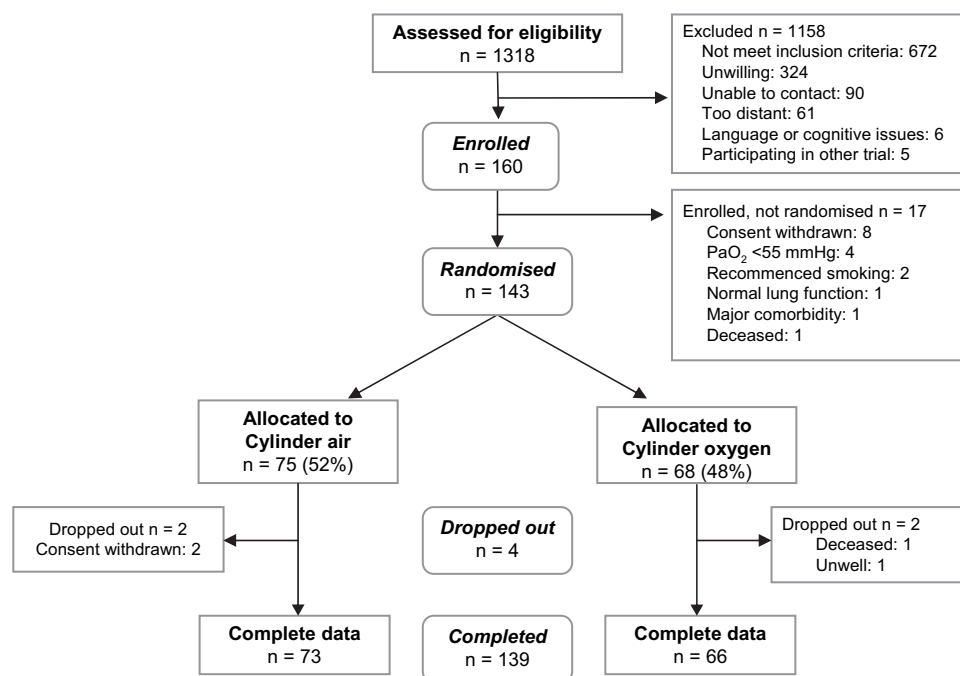 Assessed for eligibility
n = 1318
Excluded n = 1158
Not meet inclusion criteria: 672
Unwilling: 324
Unable to contact: 90
Too distant: 61
Language or cognitive issues: 6
Participating in other trial: 5
Enrolled
n = 160
Enrolled, not randomised n = 17
Consent withdrawn: 8
PaO₂ <55 mmHg: 4
Recommenced smoking: 2
Normal lung function: 1
Major comorbidity: 1
Deceased: 1
Randomised
n = 143
Allocated to
Cylinder air
n = 75 (52%)
Allocated to
Cylinder oxygen
n = 68 (48%)
Dropped out n = 2
Consent withdrawn: 2
Dropped out
n = 4
Dropped out n = 2
Deceased: 1
Unwell: 1
Complete data
n = 73
Completed
n = 139
Complete data
n = 66